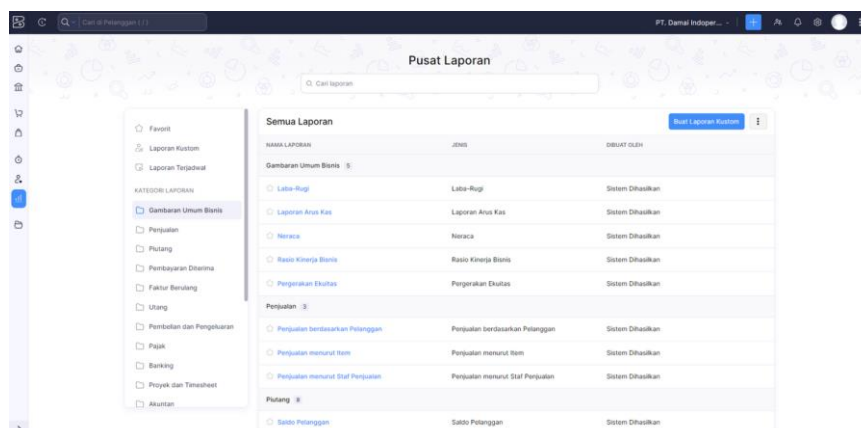 Cari di Pelanggan ( / )
PT. Damai Indoper...
Pusat Laporan
Cari laporan
Favorit
Laporan Kustom
Laporan Terjadwal
KATEGORI LAPORAN
Gambaran Umum Bisnis
Penjualan
Piutang
Pembayaran Diterima
Faktur Berulang
Utang
Pembelian dan Pengeluaran
Pajak
Banking
Proyek dan Timesheet
Akuntan
Semua Laporan
Buat Laporan Kustom
NAMA LAPORAN JENIS DIBUAT OLEH
Gambaran Umum Bisnis 5
Laba-Rugi Laba-Rugi Sistem Dihasilkan
Laporan Arus Kas Laporan Arus Kas Sistem Dihasilkan
Neraca Neraca Sistem Dihasilkan
Rasio Kinerja Bisnis Rasio Kinerja Bisnis Sistem Dihasilkan
Pergerakan Ekuitas Pergerakan Ekuitas Sistem Dihasilkan
Penjualan 3
Penjualan berdasarkan Pelanggan Penjualan berdasarkan Pelanggan Sistem Dihasilkan
Penjualan menurut Item Penjualan menurut Item Sistem Dihasilkan
Penjualan menurut Staf Penjualan Penjualan menurut Staf Penjualan Sistem Dihasilkan
Piutang
Saldo Pelanggan Saldo Pelanggan Sistem Dihasilkan